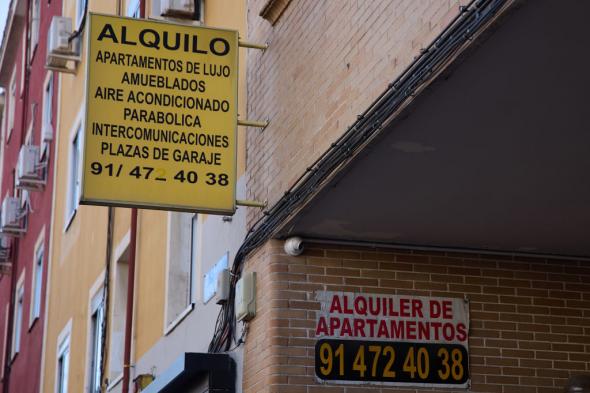 ALQUILO
APARTAMENTOS DE LUJO
AMUEBLADOS
AIRE ACONDICIONADO
PARABOLICA
INTERCOMUNICACIONES
PLAZAS DE GARAJE
91/ 472 40 38
ALQUILER DE
APARTAMENTOS
91 472 40 38